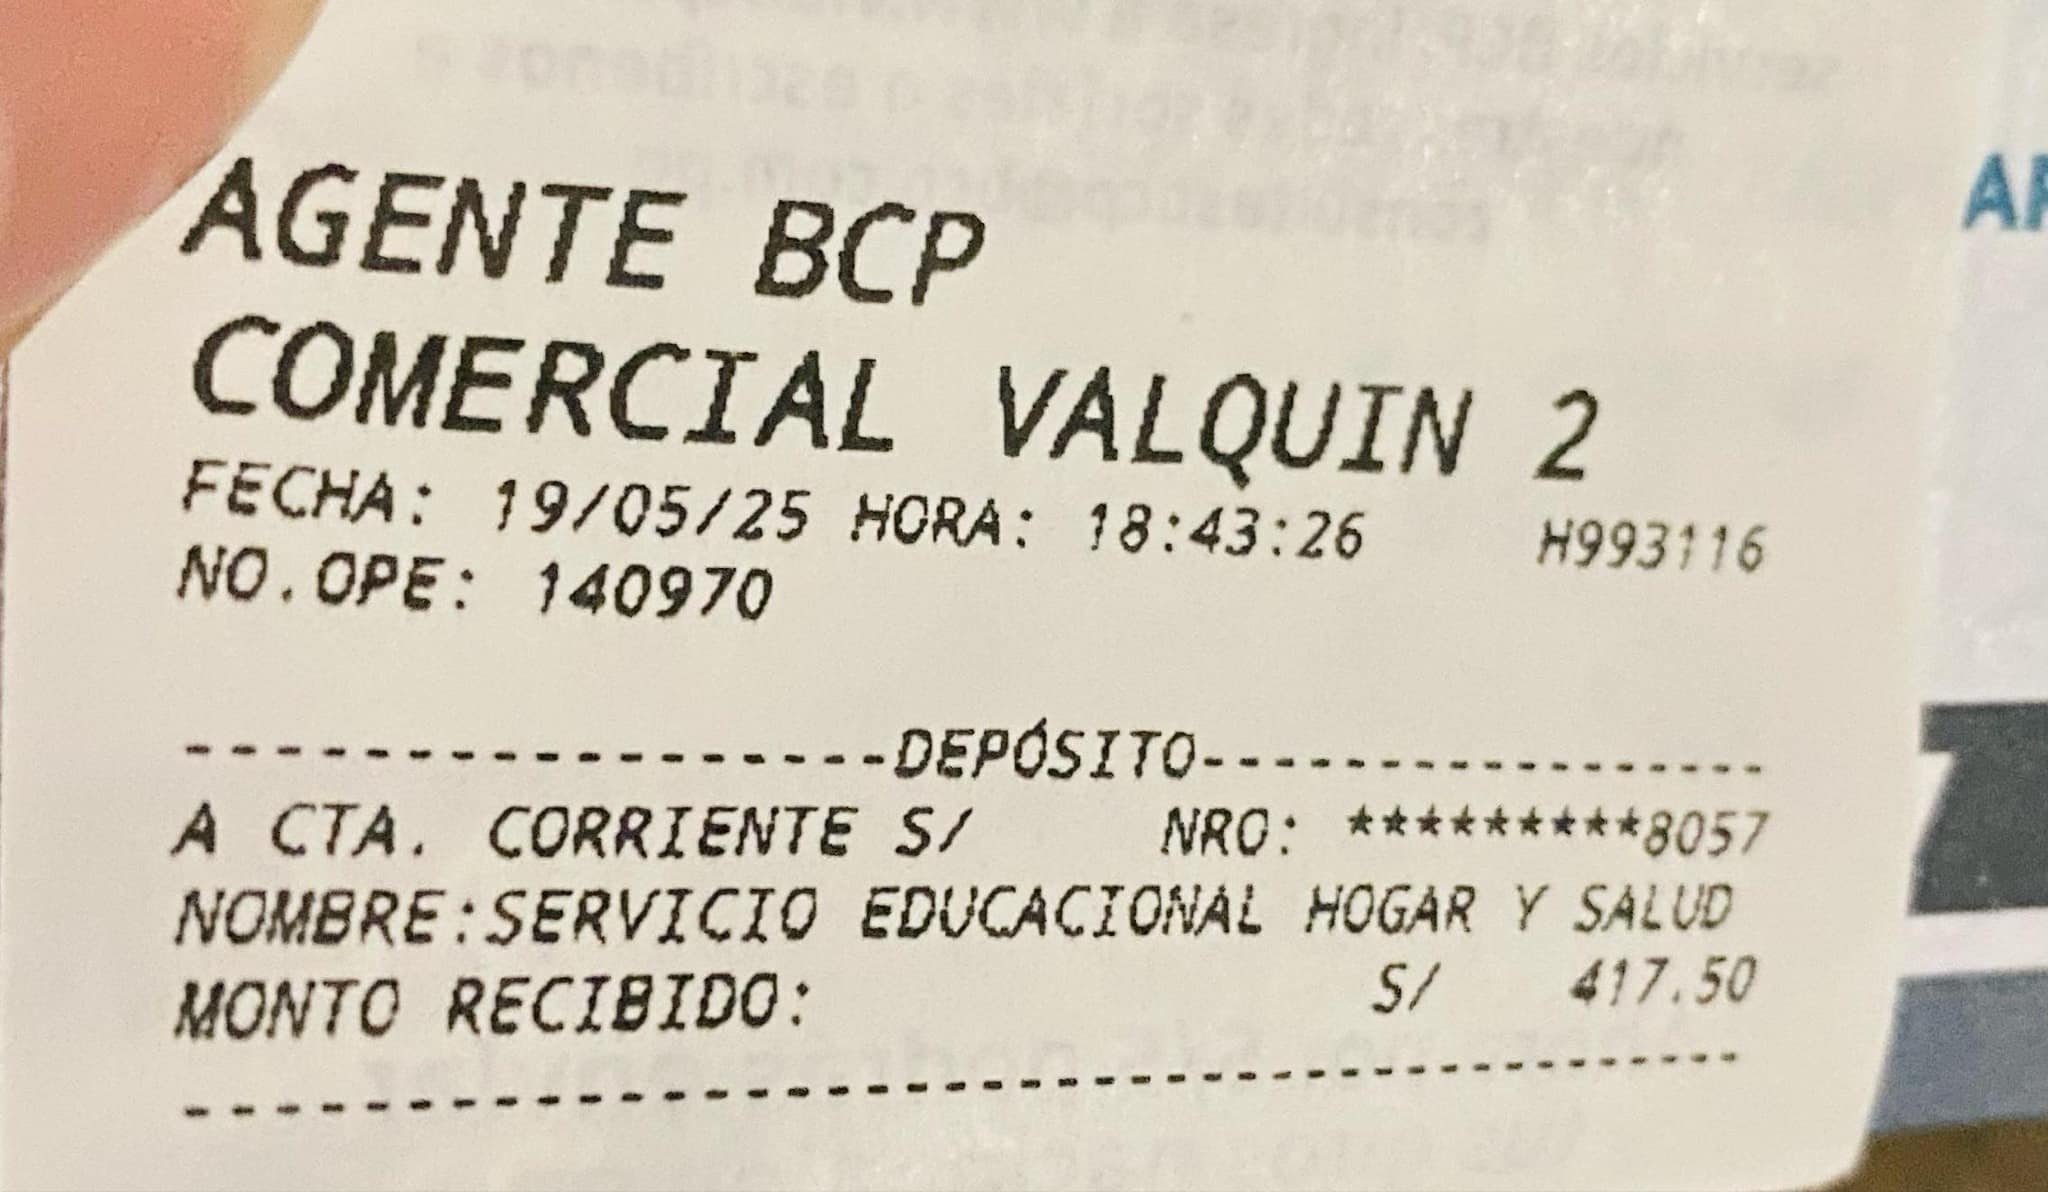 AGENTE BCP
COMERCIAL VALQUIN 2
FECHA: 19/05/25 HORA: 18:43:26 H993116
NO.OPE: 140970
------------------DEPÓSITO------------------
A CTA. CORRIENTE S/ NRO: *********8057
NOMBRE:SERVICIO EDUCACIONAL HOGAR Y SALUD
MONTO RECIBIDO: S/ 417.50